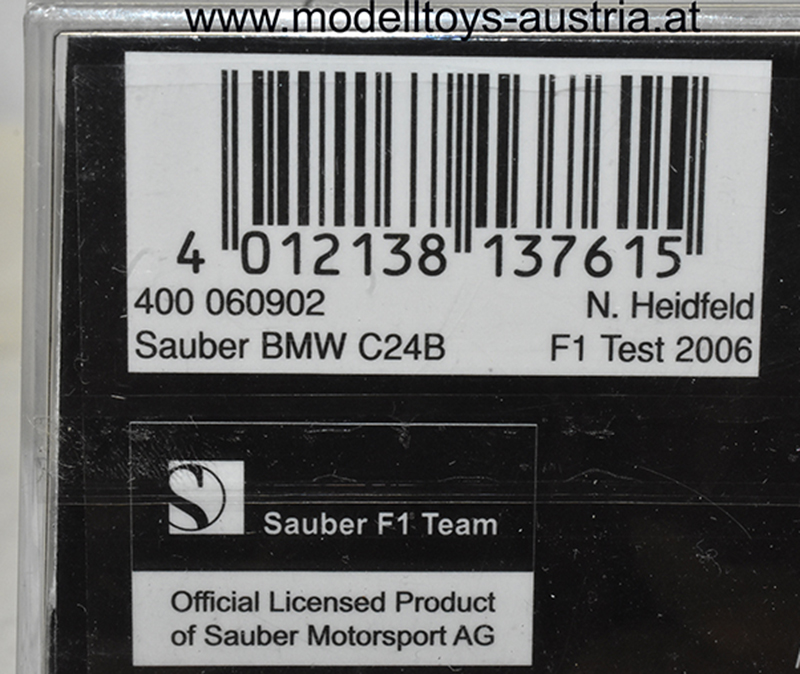 www.modelltoys-austria.at
4 012138 137615
400 060902 N. Heidfeld
Sauber BMW C24B F1 Test 2006
Sauber F1 Team
Official Licensed Product
of Sauber Motorsport AG